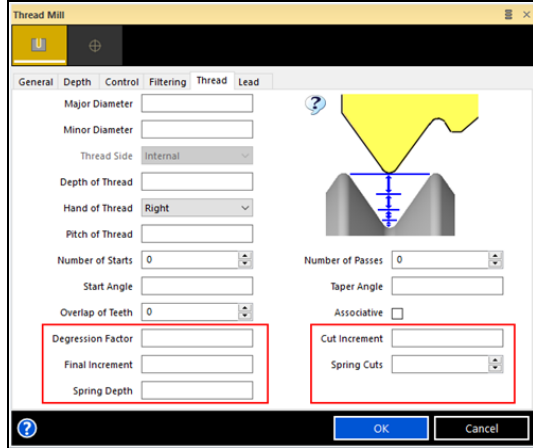 Thread Mill
General Depth Control Filtering Thread Lead
Major Diameter
Minor Diameter
Thread Side Internal
Depth of Thread
Hand of Thread Right
Pitch of Thread
Number of Starts 0 Number of Passes 0
Start Angle Taper Angle
Overlap of Teeth 0 Associative
Degression Factor Cut Increment
Final Increment Spring Cuts
Spring Depth
OK Cancel